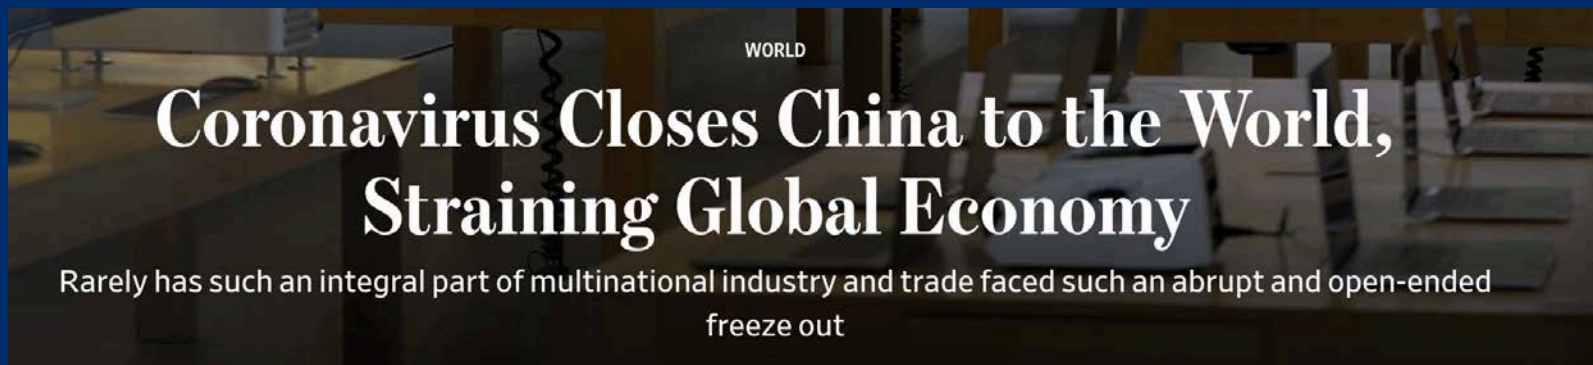 WORLD
Coronavirus Closes China to the World,
Straining Global Economy
Rarely has such an integral part of multinational industry and trade faced such an abrupt and open-ended
freeze out